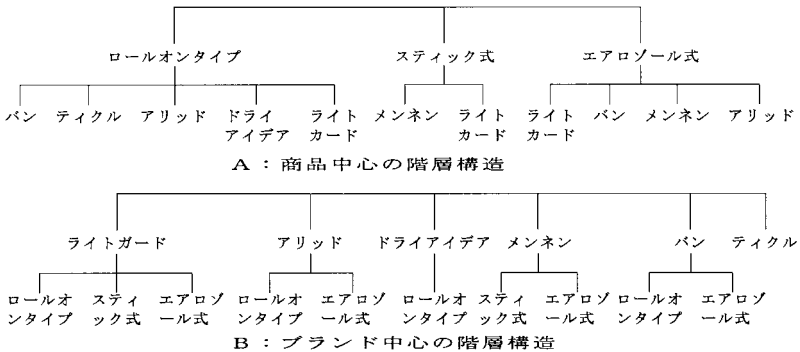 ロールオンタイプ スティック式 エアロゾール式
バン ティクル アリッド ドライ ライト メンネン ライト ライト バン メンネン アリッド
アイデア カード カード カード
A：商品中心の階層構造
ライトガード アリッド ドライアイデア メンネン バン ティクル
ロールオ スティ エアロゾ ロールオ エアロゾ ロールオ スティ エアロゾ ロールオ エアロゾ
ンタイプ ック式 ール式 ンタイプ ール式 ンタイプ ック式 ール式 ンタイプ ール式
B：ブランド中心の階層構造